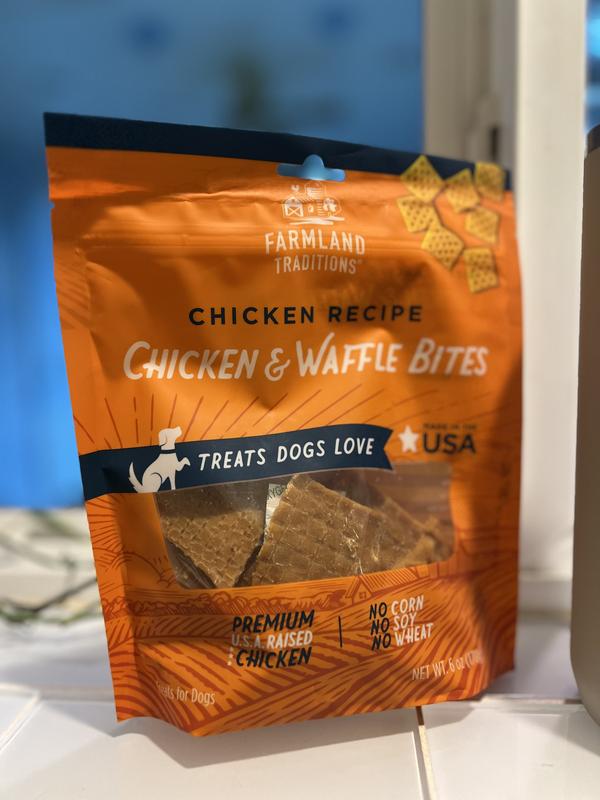 FARMLAND
TRADITIONS®
CHICKEN RECIPE
CHICKEN & WAFFLE BITES
TREATS DOGS LOVE
MADE IN THE
USA
PREMIUM
U.S.A. RAISED
CHICKEN
NO CORN
NO SOY
NO WHEAT
Treats for Dogs
NET WT. 6 oz